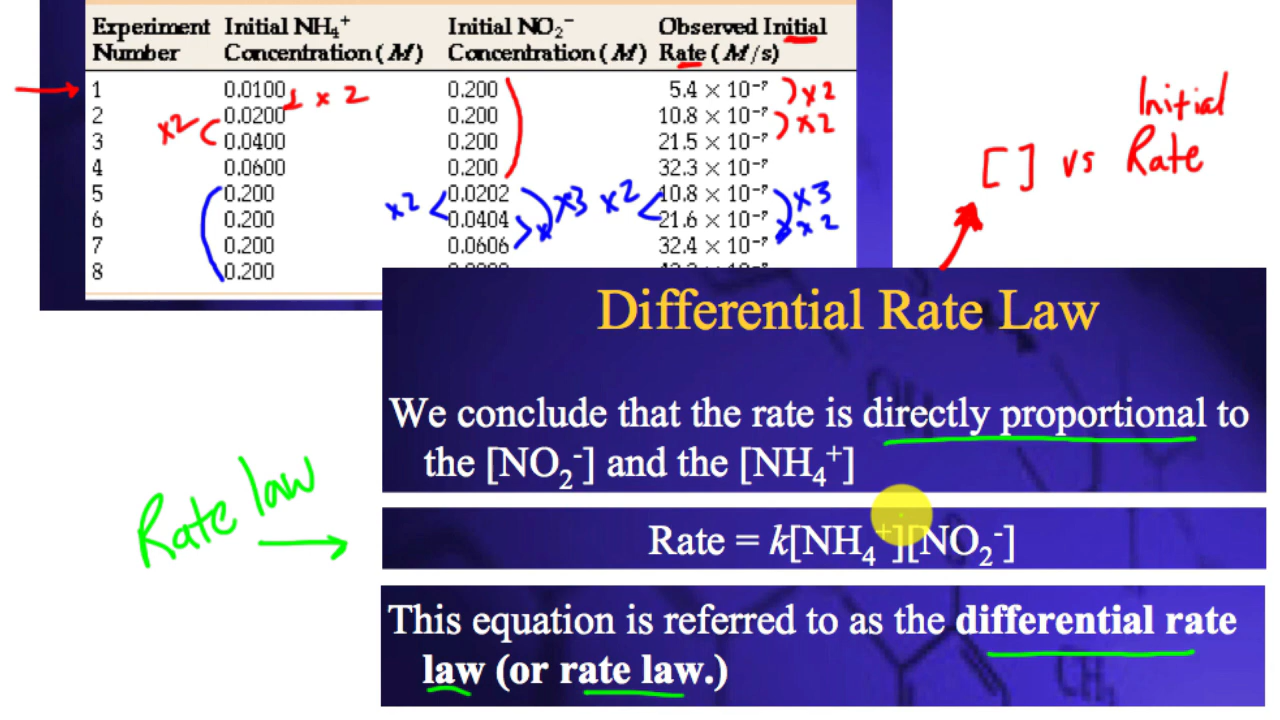 Experiment Initial NH₄⁺ Initial NO₂⁻ Observed Initial
Number Concentration (M) Concentration (M) Rate (M/s)
1 0.0100 0.200 5.4 × 10⁻⁷
2 0.0200 0.200 10.8 × 10⁻⁷
3 0.0400 0.200 21.5 × 10⁻⁷
4 0.0600 0.200 32.3 × 10⁻⁷
5 0.200 0.0202 10.8 × 10⁻⁷
6 0.200 0.0404 21.6 × 10⁻⁷
7 0.200 0.0606 32.4 × 10⁻⁷
8 0.200
x 2
x2
x2
x2
x2
x3
x2
x3
x2
Initial
[ ] vs Rate
Differential Rate Law
We conclude that the rate is directly proportional to
the [NO₂⁻] and the [NH₄⁺]
Rate law
Rate = k[NH₄⁺][NO₂⁻]
This equation is referred to as the differential rate
law (or rate law.)